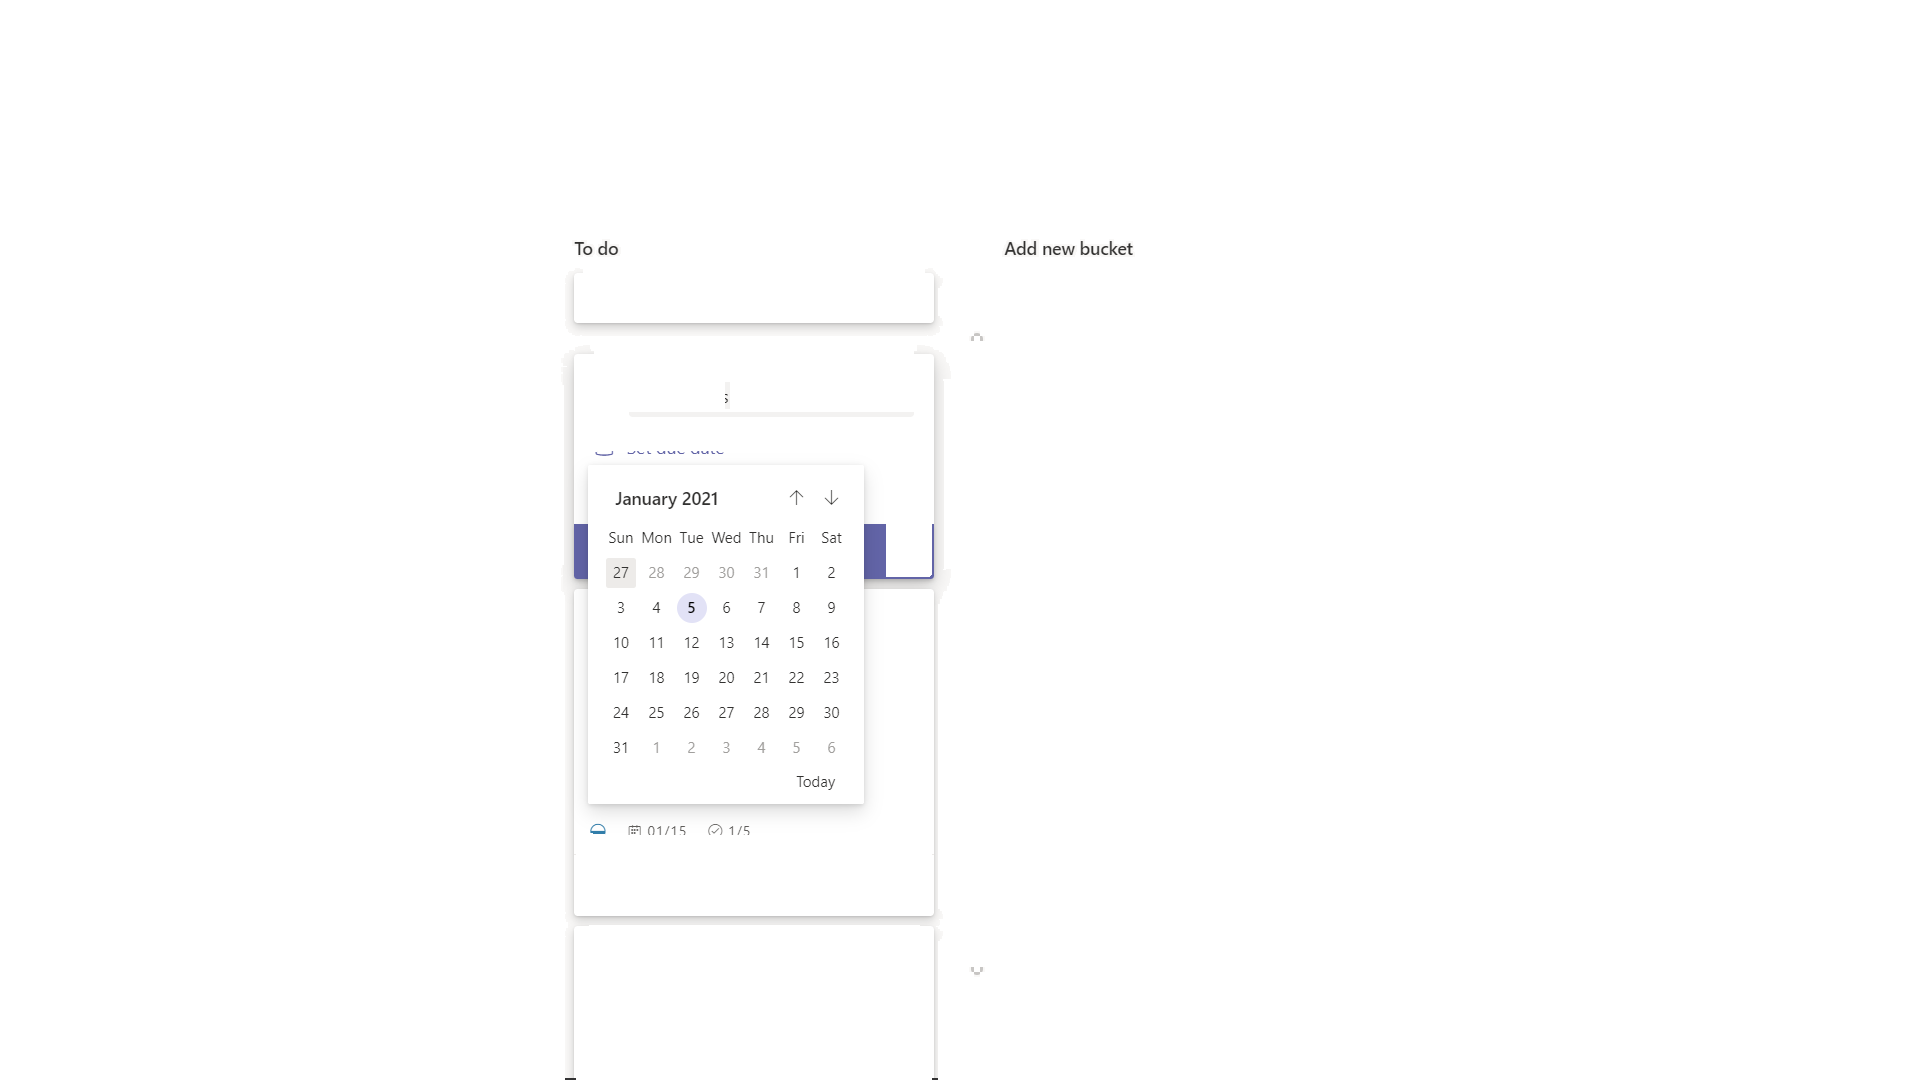 To do
Add new bucket
Set due date
January 2021
Sun Mon Tue Wed Thu Fri Sat
27 28 29 30 31 1 2
3 4 5 6 7 8 9
10 11 12 13 14 15 16
17 18 19 20 21 22 23
24 25 26 27 28 29 30
31 1 2 3 4 5 6
Today
01/15 1/5